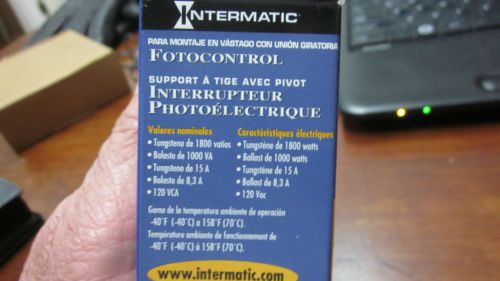 INTERMATIC
PARA MONTAJE EN VÁSTAGO CON UNIÓN GIRATORIA
FOTOCONTROL
SUPPORT À TIGE AVEC PIVOT
INTERRUPTEUR
PHOTOÉLECTRIQUE
Valores nominales
• Tungsteno de 1800 vatios
• Balasto de 1000 VA
• Tungsteno de 15 A
• Balasto de 8,3 A
• 120 VCA
Caractéristiques électriques
• Tungstène de 1800 watts
• Ballast de 1000 watts
• Tungstène de 15 A
• Ballast de 8,3 A
• 120 Vac
Gama de la temperatura ambiente de operación
-40°F (-40°C) a 158°F (70°C).
Température ambiante de fonctionnement de
-40°F (-40°C) à 158°F (70°C).
www.intermatic.com